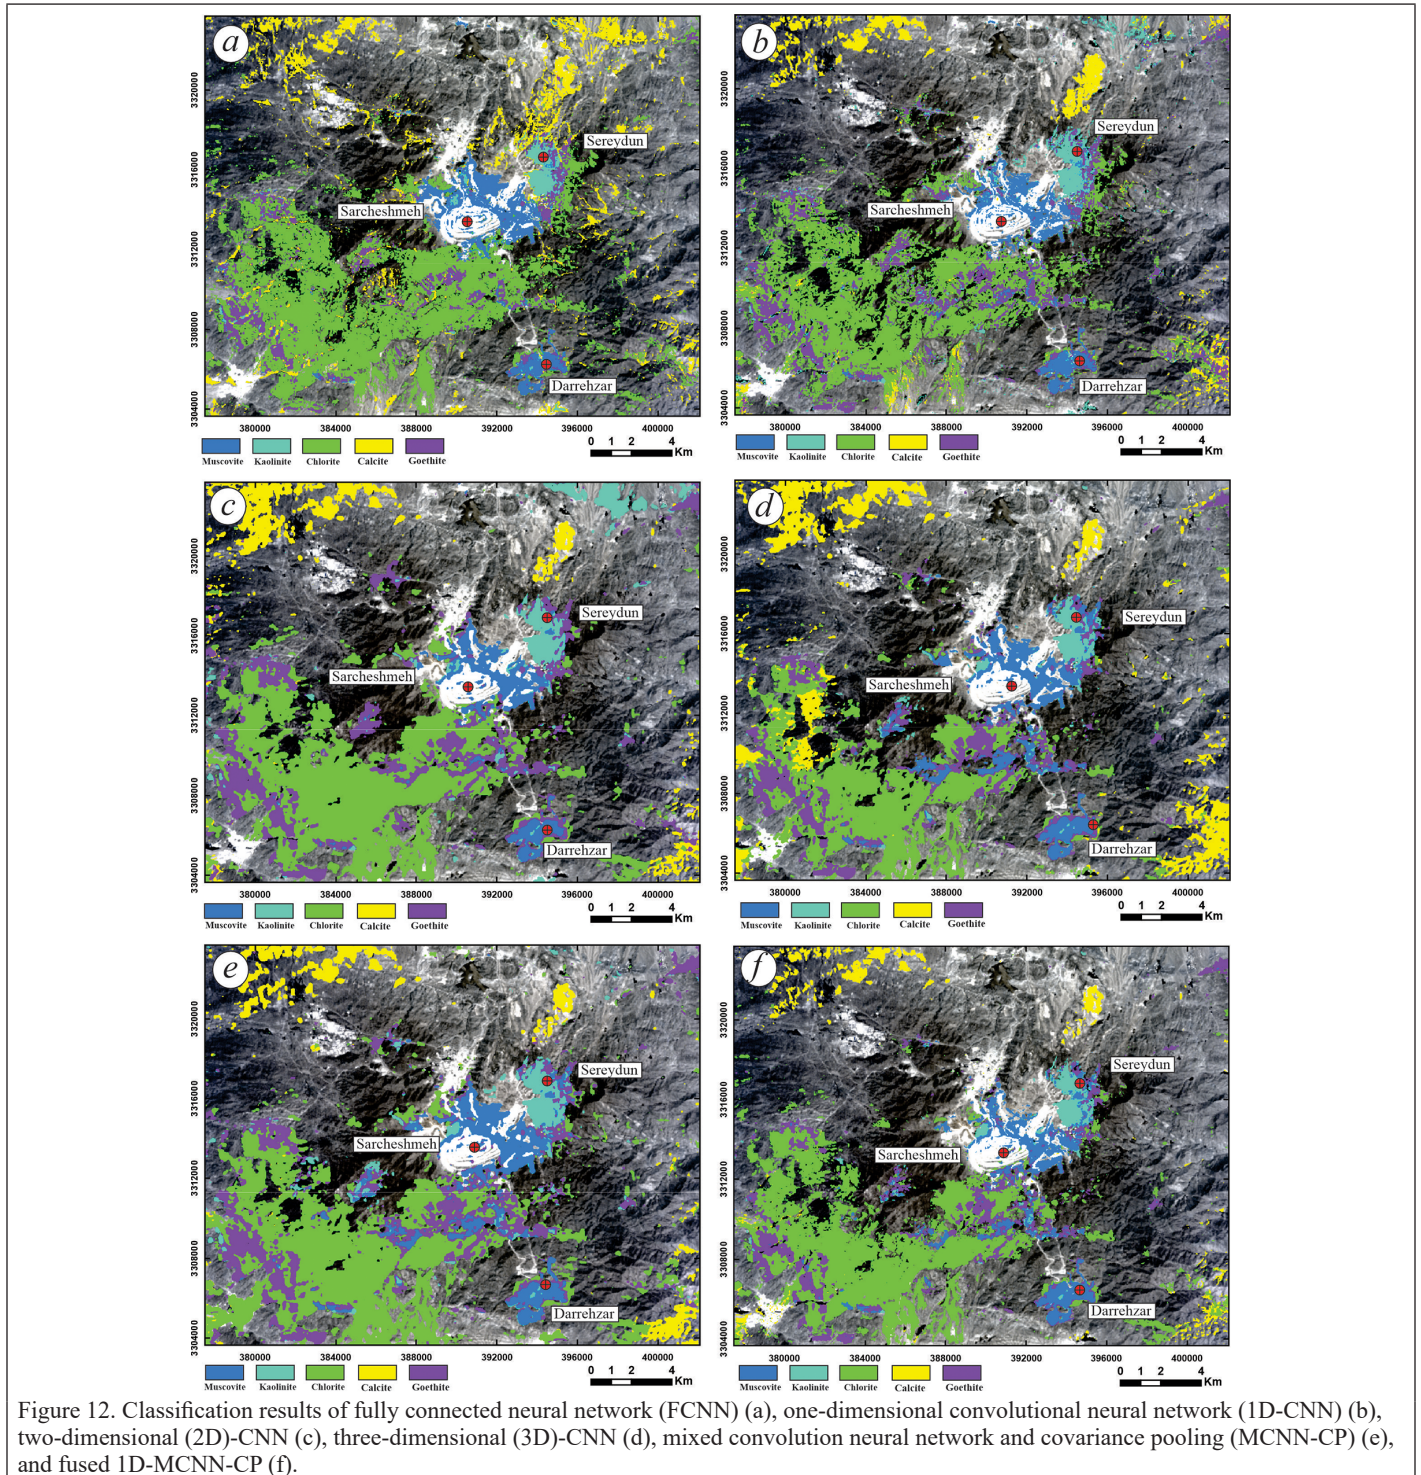 a
3320000
3316000
3312000
3308000
3304000
Sereydun
Sarcheshmeh
Darrehzar
380000 384000 388000 392000 396000 400000
Muscovite Kaolinite Chlorite Calcite Goethite
0 1 2 4
Km
b
3320000
3316000
3312000
3308000
3304000
Sereydun
Sarcheshmeh
Darrehzar
380000 384000 388000 392000 396000 400000
Muscovite Kaolinite Chlorite Calcite Goethite
0 1 2 4
Km
c
3320000
3316000
3312000
3308000
3304000
Sereydun
Sarcheshmeh
Darrehzar
380000 384000 388000 392000 396000 400000
Muscovite Kaolinite Chlorite Calcite Goethite
0 1 2 4
Km
d
3320000
3316000
3312000
3308000
3304000
Sereydun
Sarcheshmeh
Darrehzar
380000 384000 388000 392000 396000 400000
Muscovite Kaolinite Chlorite Calcite Goethite
0 1 2 4
Km
e
3320000
3316000
3312000
3308000
3304000
Sereydun
Sarcheshmeh
Darrehzar
380000 384000 388000 392000 396000 400000
Muscovite Kaolinite Chlorite Calcite Goethite
0 1 2 4
Km
f
3320000
3316000
3312000
3308000
3304000
Sereydun
Sarcheshmeh
Darrehzar
380000 384000 388000 392000 396000 400000
Muscovite Kaolinite Chlorite Calcite Goethite
0 1 2 4
Km
Figure 12. Classification results of fully connected neural network (FCNN) (a), one-dimensional convolutional neural network (1D-CNN) (b),
two-dimensional (2D)-CNN (c), three-dimensional (3D)-CNN (d), mixed convolution neural network and covariance pooling (MCNN-CP) (e),
and fused 1D-MCNN-CP (f).